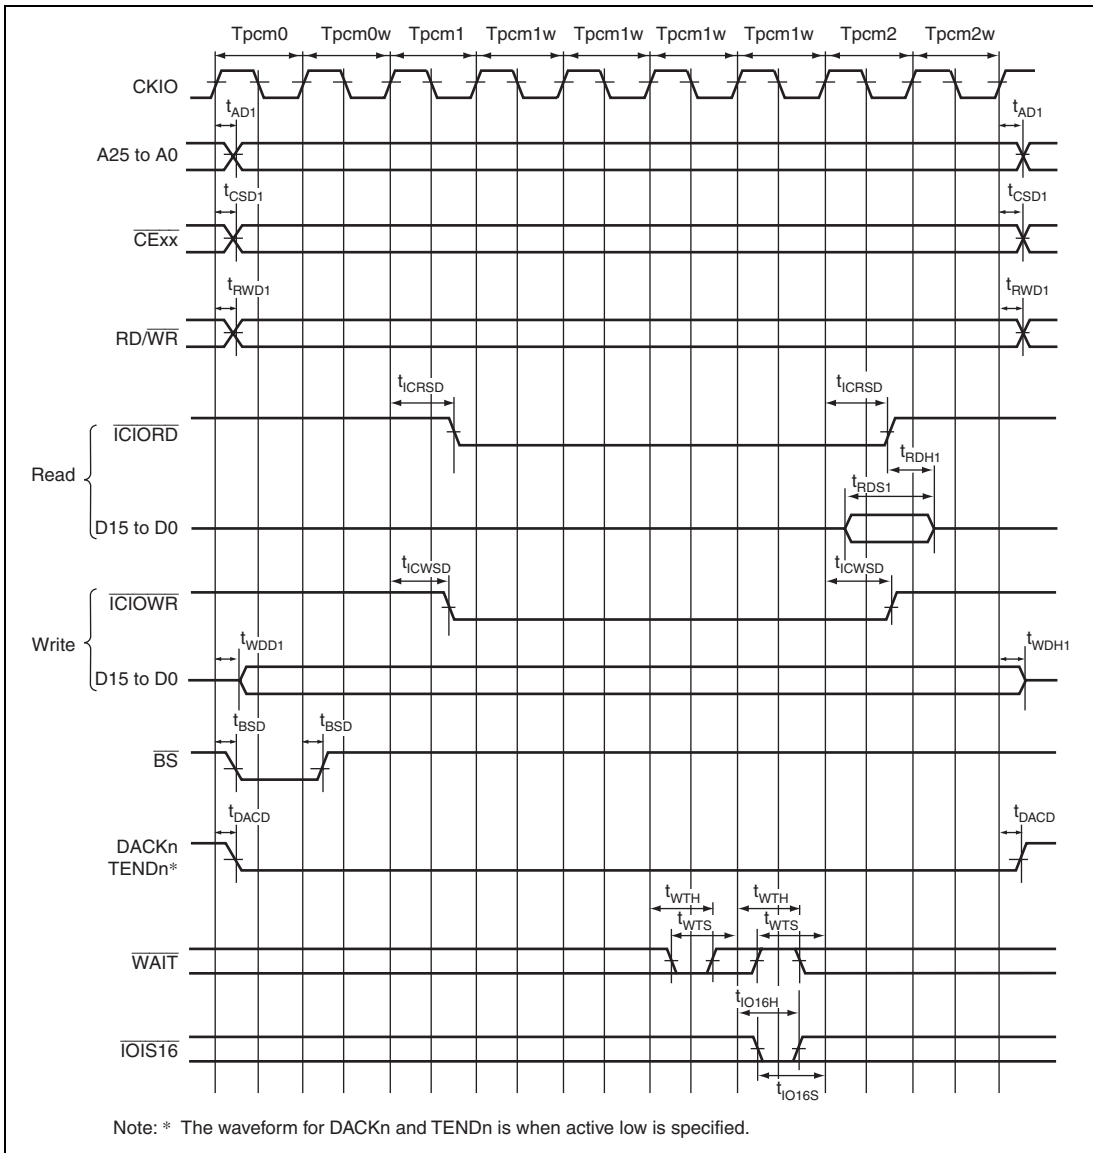 Tpcm0 Tpcm0w Tpcm1 Tpcm1w Tpcm1w Tpcm1w Tpcm1w Tpcm2 Tpcm2w
CKIO
tAD1 tAD1
A25 to A0
tCSD1 tCSD1
CExx
tRWD1 tRWD1
RD/WR
tICRSD tICRSD
ICIORD
tRDH1
Read
tRDS1
D15 to D0
tICWSD tICWSD
ICIOWR
Write
tWDD1 tWDH1
D15 to D0
tBSD tBSD
BS
tDACD tDACD
DACKn
TENDn*
tWTH tWTH
tWTS tWTS
WAIT
tIO16H
IOIS16
tIO16S
Note: * The waveform for DACKn and TENDn is when active low is specified.